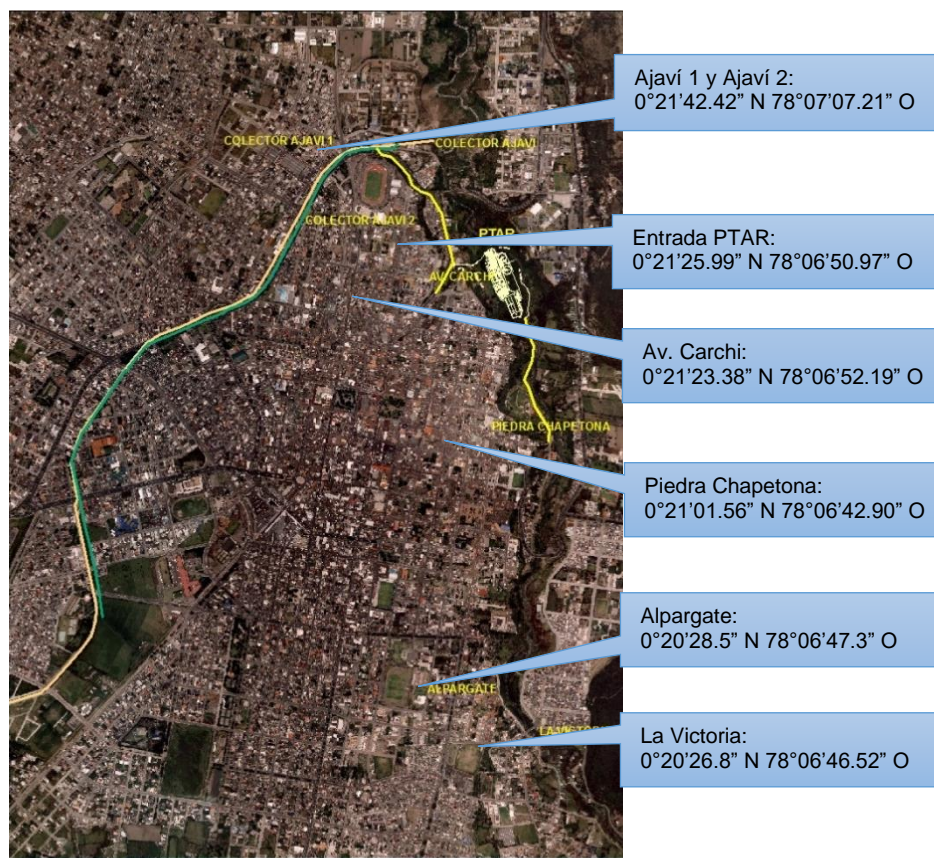 Ajaví 1 y Ajaví 2:
0°21'42.42” N 78°07'07.21” O
COLECTOR AJAVI 1
COLECTOR AJAVI
COLECTOR AJAVI 2
PTAR
Entrada PTAR:
0°21'25.99” N 78°06'50.97” O
AV. CARCHI
Av. Carchi:
0°21'23.38” N 78°06'52.19” O
PIEDRA CHAPETONA
Piedra Chapetona:
0°21'01.56” N 78°06'42.90” O
Alpargate:
0°20'28.5” N 78°06'47.3” O
ALPARGATE
LA VICTOR
La Victoria:
0°20'26.8” N 78°06'46.52” O